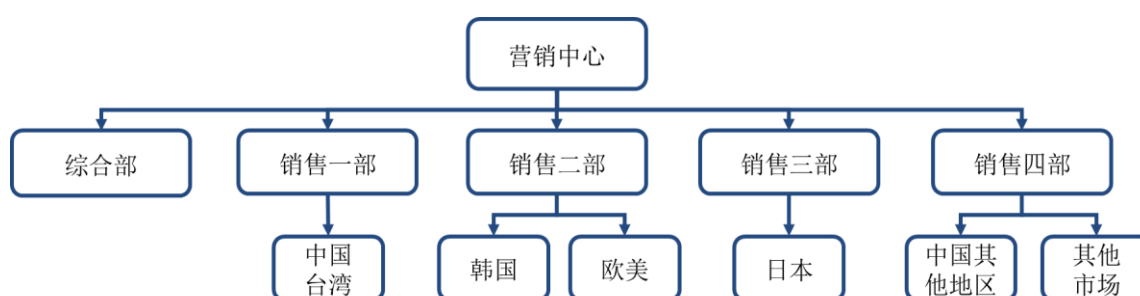 营销中心
综合部
销售一部
销售二部
销售三部
销售四部
中国
台湾
韩国
欧美
日本
中国其
他地区
其他
市场